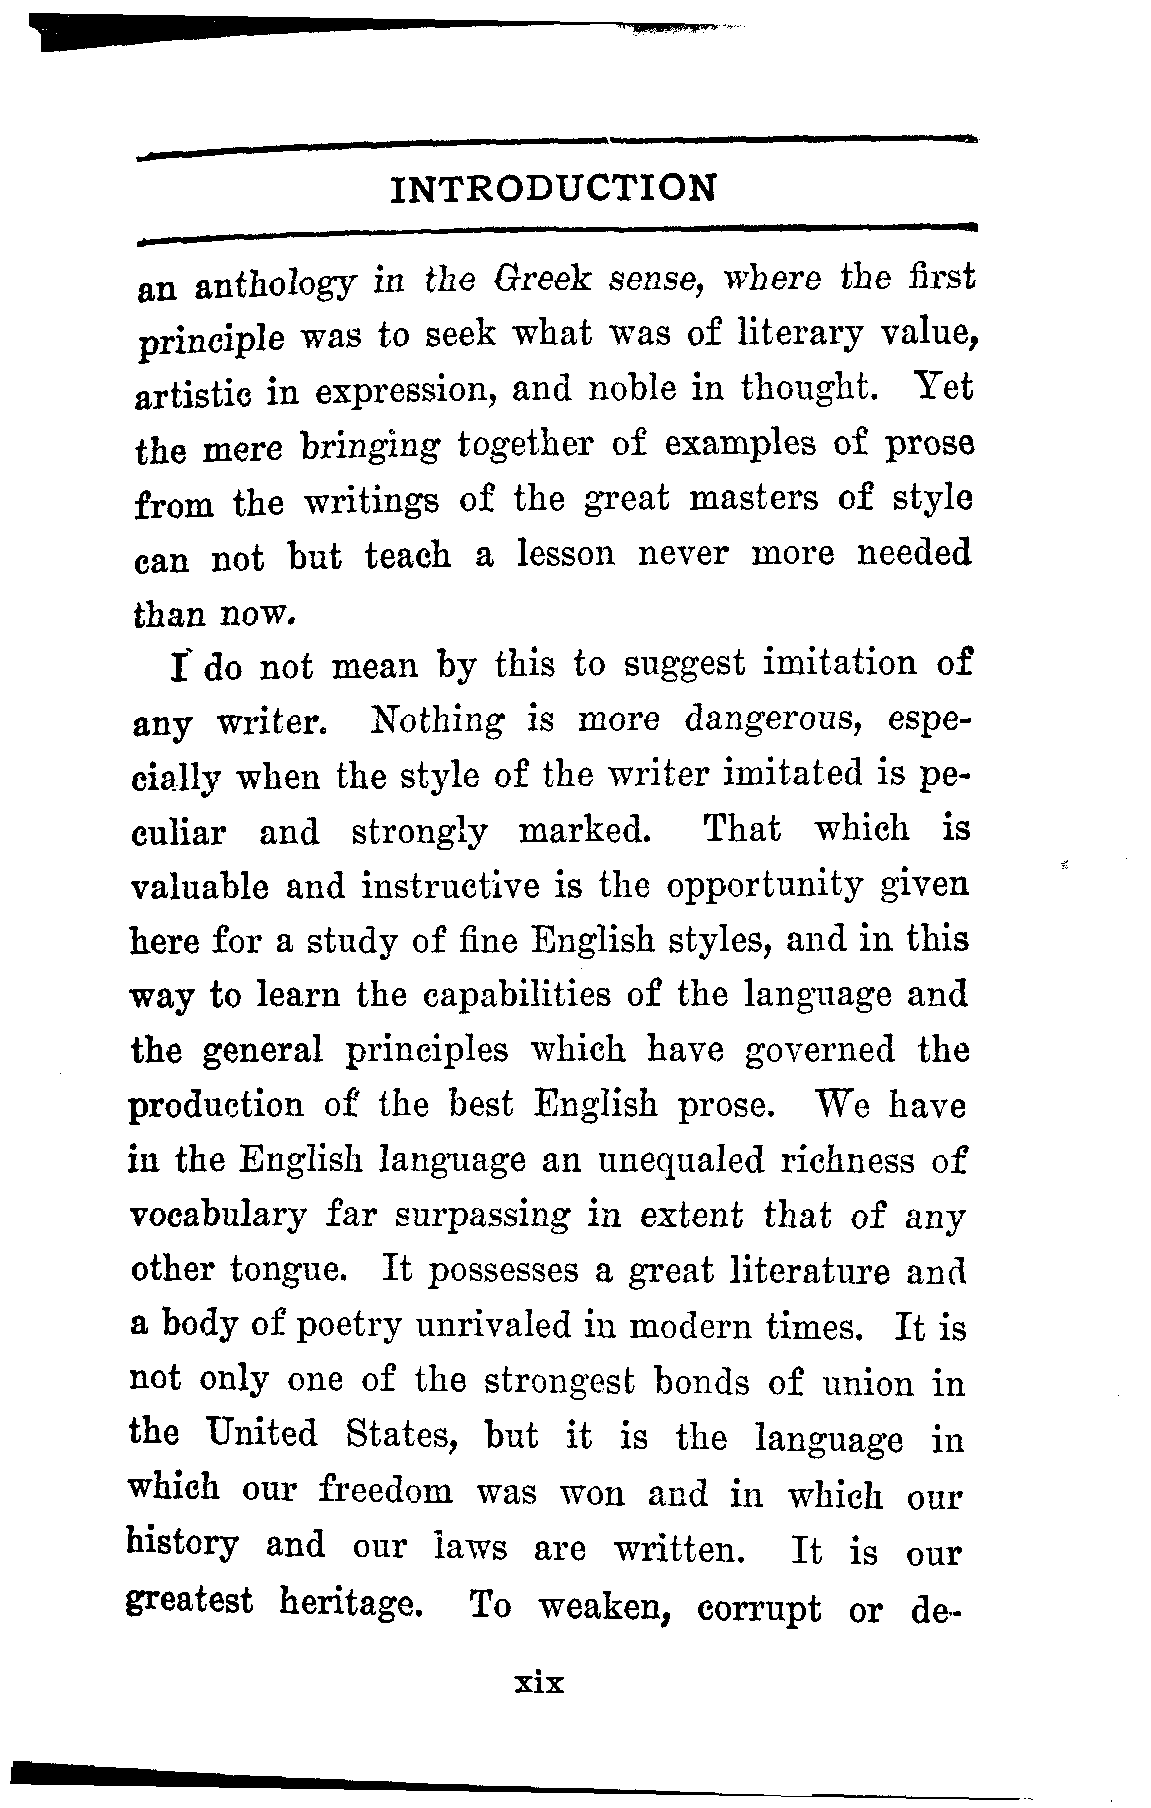 INTRODUCTION
an anthology in the Greek sense, where the first
principle was to seek what was of literary value,
artistic in expression, and noble in thought. Yet
the mere bringing together of examples of prose
from the writings of the great masters of style
can not but teach a lesson never more needed
than now.
I do not mean by this to suggest imitation of
any writer. Nothing is more dangerous, espe-
cially when the style of the writer imitated is pe-
culiar and strongly marked. That which is
valuable and instructive is the opportunity given
here for a study of fine English styles, and in this
way to learn the capabilities of the language and
the general principles which have governed the
production of the best English prose. We have
in the English language an unequaled richness of
vocabulary far surpassing in extent that of any
other tongue. It possesses a great literature and
a body of poetry unrivaled in modern times. It is
not only one of the strongest bonds of union in
the United States, but it is the language in
which our freedom was won and in which our
history and our laws are written. It is our
greatest heritage. To weaken, corrupt or de-
xix